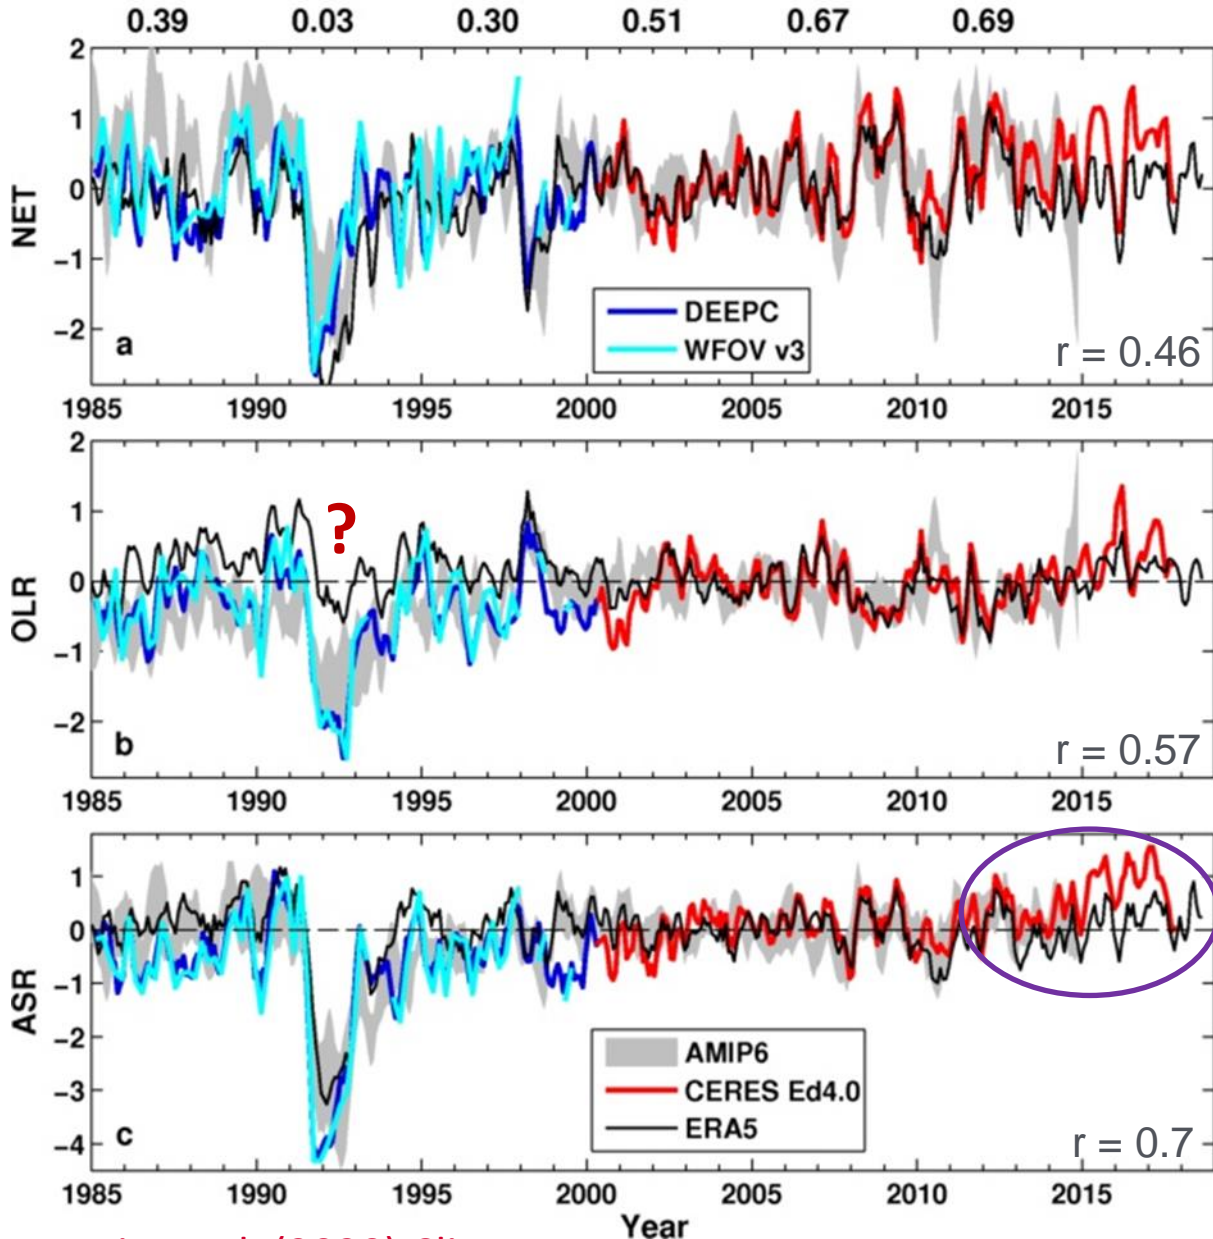 0.39 0.03 0.30 0.51 0.67 0.69
2
1
0
−1
−2
NET
a
DEEPC
WFOV v3
r = 0.46
1985 1990 1995 2000 2005 2010 2015
2
1
0
−1
−2
OLR
?
b
r = 0.57
1985 1990 1995 2000 2005 2010 2015
1
0
−1
−2
−3
−4
ASR
c
AMIP6
CERES Ed4.0
ERA5
r = 0.7
1985 1990 1995 2000 2005 2010 2015
Year